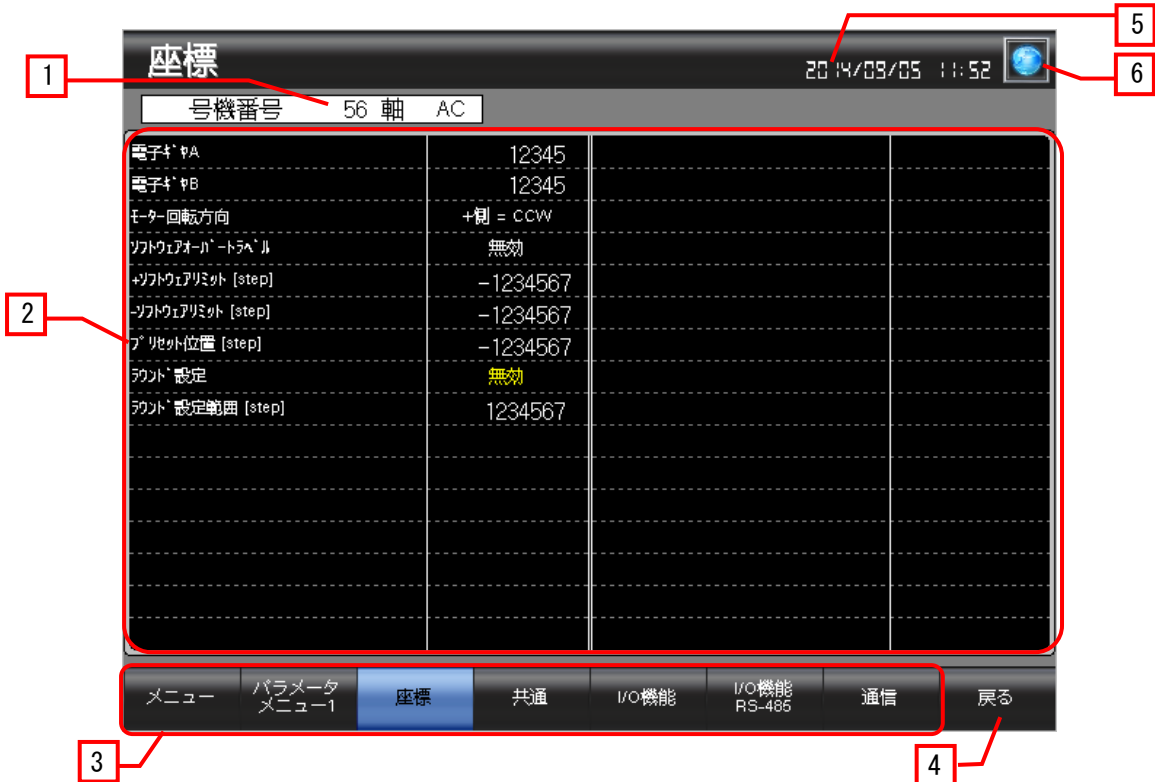 5
座標
2014/09/05 11:52
6
1
号機番号 56 軸 AC
電子ｷﾞﾔA 12345
電子ｷﾞﾔB 12345
ﾓｰﾀｰ回転方向 +側 = CCW
ｿﾌﾄｳｪｱｵｰﾊﾞｰﾄﾗﾍﾞﾙ 無効
+ｿﾌﾄｳｪｱﾘﾐｯﾄ [step] -1234567
-ｿﾌﾄｳｪｱﾘﾐｯﾄ [step] -1234567
2
ﾌﾟﾘｾｯﾄ位置 [step] -1234567
ﾗｳﾝﾄﾞ設定 無効
ﾗｳﾝﾄﾞ設定範囲 [step] 1234567
メニュー
パラメータ
メニュー1
座標
共通
I/O機能
I/O機能
RS-485
通信
戻る
3
4